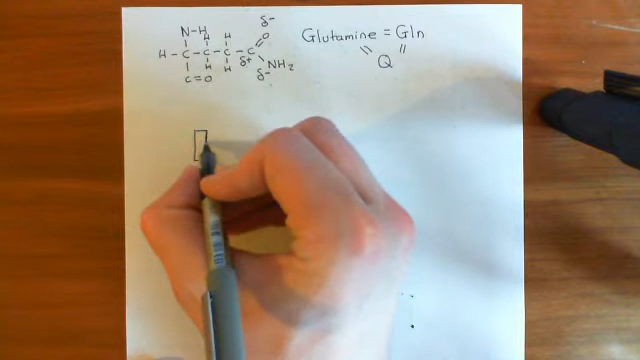 δ-
N-H
H H O
H - C - C - C - C NH2
δ+
H H δ-
C=O
Glutamine = Gln
= =
Q